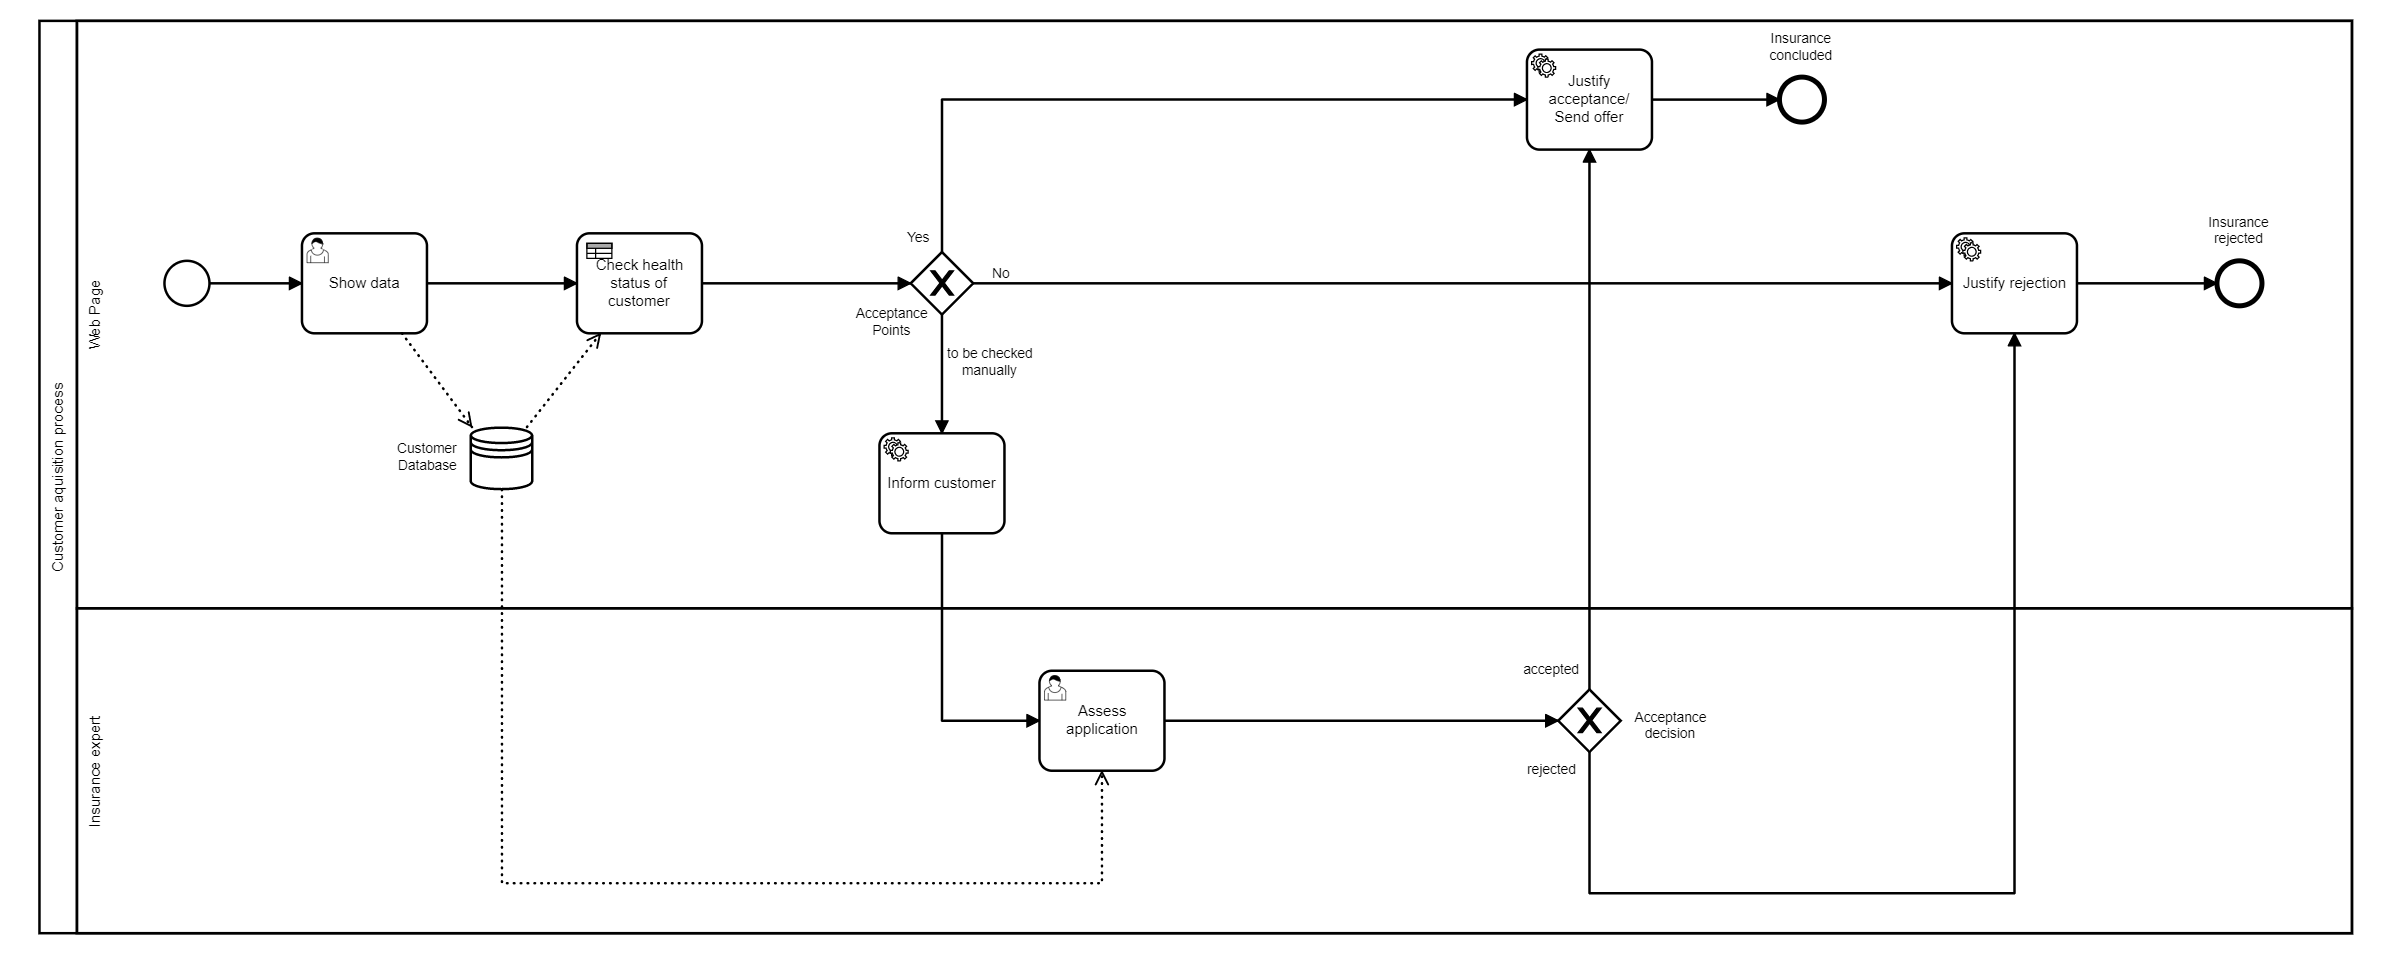 Customer aquisition process
Web Page
Show data
Customer
Database
Check health
status of
customer
Acceptance
Points
Yes
No
to be checked
manually
Inform customer
Justify
acceptance/
Send offer
Insurance
concluded
Justify rejection
Insurance
rejected
Insurance expert
Assess
application
accepted
Acceptance
decision
rejected